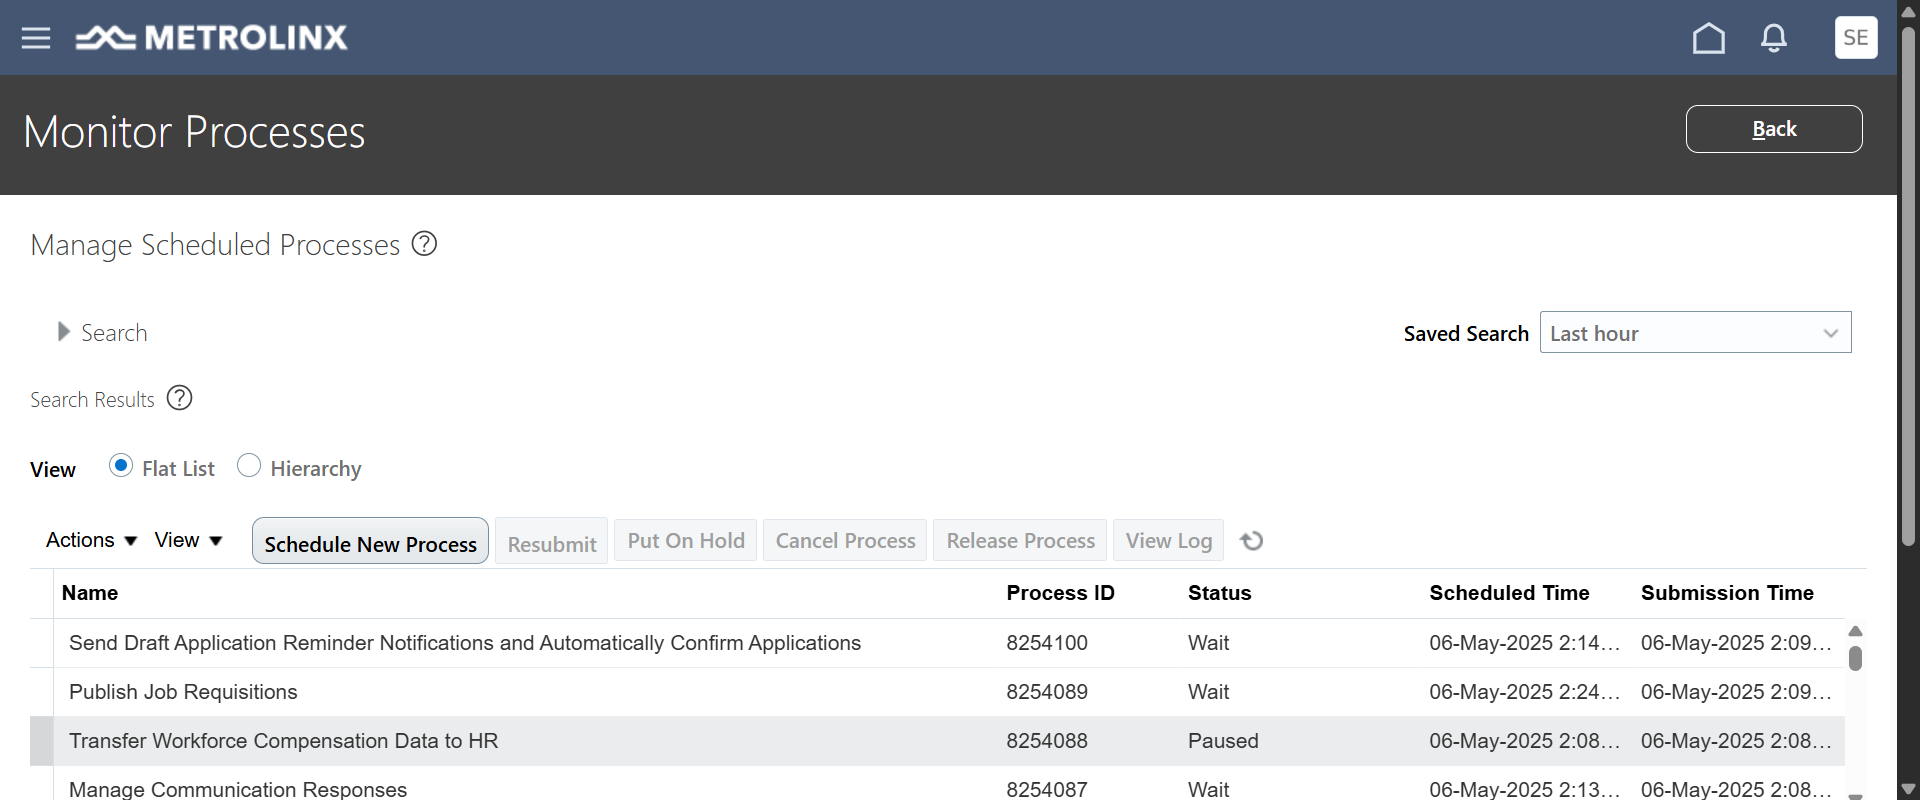 METROLINX
SE
Monitor Processes
Back
Manage Scheduled Processes ?
Search
Saved Search Last hour
Search Results ?
View Flat List Hierarchy
Actions View Schedule New Process Resubmit Put On Hold Cancel Process Release Process View Log
Name Process ID Status Scheduled Time Submission Time
Send Draft Application Reminder Notifications and Automatically Confirm Applications 8254100 Wait 06-May-2025 2:14... 06-May-2025 2:09...
Publish Job Requisitions 8254089 Wait 06-May-2025 2:24... 06-May-2025 2:09...
Transfer Workforce Compensation Data to HR 8254088 Paused 06-May-2025 2:08... 06-May-2025 2:08...
Manage Communication Responses 8254087 Wait 06-May-2025 2:13... 06-May-2025 2:08...